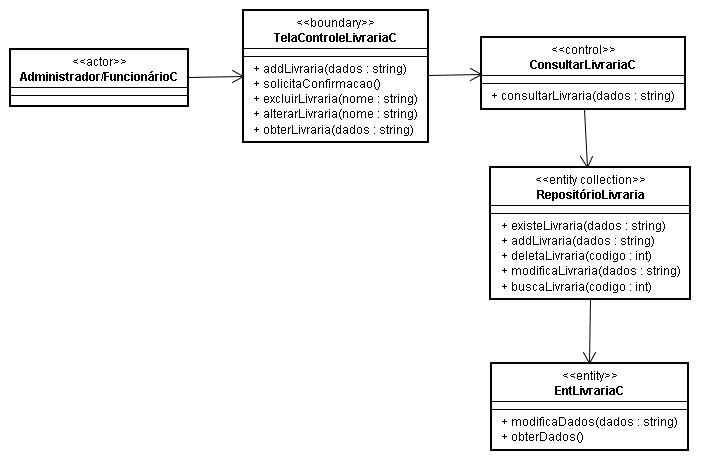 <<actor>>
Administrador/FuncionárioC
<<boundary>>
TelaControleLivrariaC
+ addLivraria(dados : string)
+ solicitaConfirmacao()
+ excluirLivraria(nome : string)
+ alterarLivraria(nome : string)
+ obterLivraria(dados : string)
<<control>>
ConsultarLivrariaC
+ consultarLivraria(dados : string)
<<entity collection>>
RepositórioLivraria
+ existeLivraria(dados : string)
+ addLivraria(dados : string)
+ deletaLivraria(codigo : int)
+ modificaLivraria(dados : string)
+ buscaLivraria(codigo : int)
<<entity>>
EntLivrariaC
+ modificaDados(dados : string)
+ obterDados()